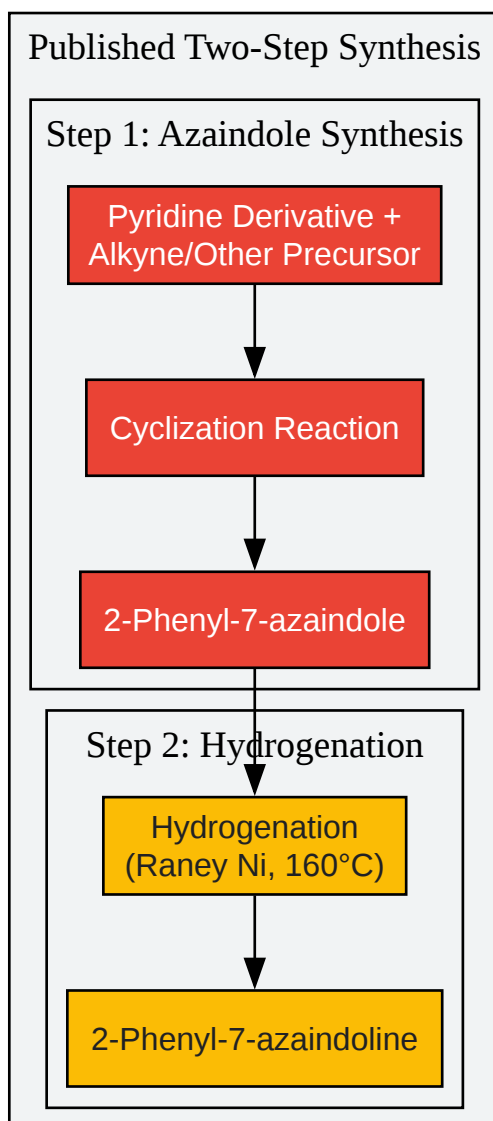 Published Two-Step Synthesis
Step 1: Azaindole Synthesis
Pyridine Derivative +
Alkyne/Other Precursor
Cyclization Reaction
2-Phenyl-7-azaindole
Step 2: Hydrogenation
Hydrogenation
(Raney Ni, 160°C)
2-Phenyl-7-azaindoline